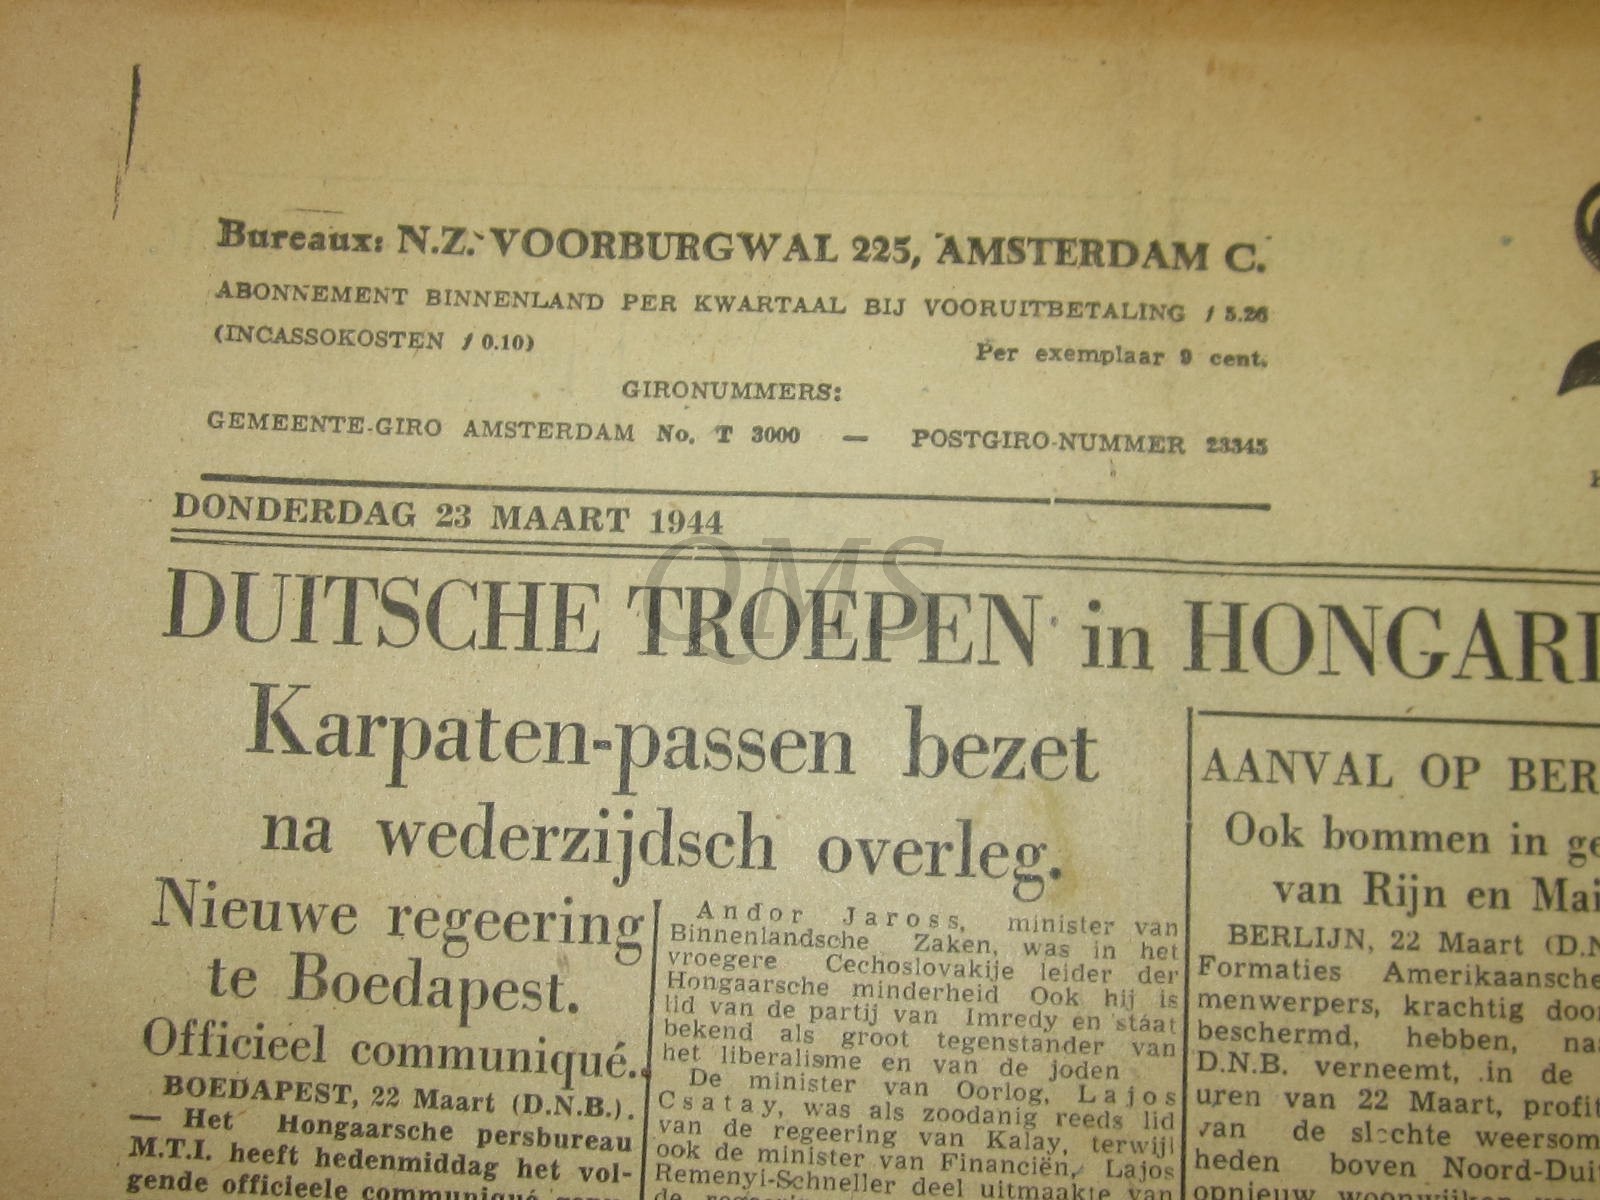 Bureaux: N.Z. VOORBURGWAL 225, AMSTERDAM C.
ABONNEMENT BINNENLAND PER KWARTAAL BIJ VOORUITBETALING ƒ 5.26
(INCASSOKOSTEN ƒ 0.10)
Per exemplaar 9 cent.
GIRONUMMERS:
GEMEENTE-GIRO AMSTERDAM No. T 3000 — POSTGIRO-NUMMER 23345
DONDERDAG 23 MAART 1944
QMS
DUITSCHE TROEPEN in HONGARI
Karpaten-passen bezet
na wederzijdsch overleg.
Nieuwe regeering
te Boedapest.
Officieel communiqué.
BOEDAPEST, 22 Maart (D.N.B.).
— Het Hongaarsche persbureau
M.T.I. heeft hedenmiddag het vol-
gende officieele communiqué
Andor Jaross, minister van
Binnenlandsche Zaken, was in het
vroegere Cechoslovakije leider der
Hongaarsche minderheid Ook hij is
lid van de partij van Imredy en staat
bekend als groot tegenstander van
het liberalisme en van de joden
De minister van Oorlog, Lajos
Csatay, was als zoodanig reeds lid
van de regeering van Kalay, terwijl
ook de minister van Financiën, Lajos
Remenyi-Schneller deel uitmaakte van
AANVAL OP BER
Ook bommen in ge
van Rijn en Mai
BERLIJN, 22 Maart (D.N
Formaties Amerikaansche
menwerpers, krachtig door
beschermd, hebben, na
D.N.B. verneemt, in de
uren van 22 Maart, profit
van de slechte weersom
heden boven Noord-Dui
opnieuw